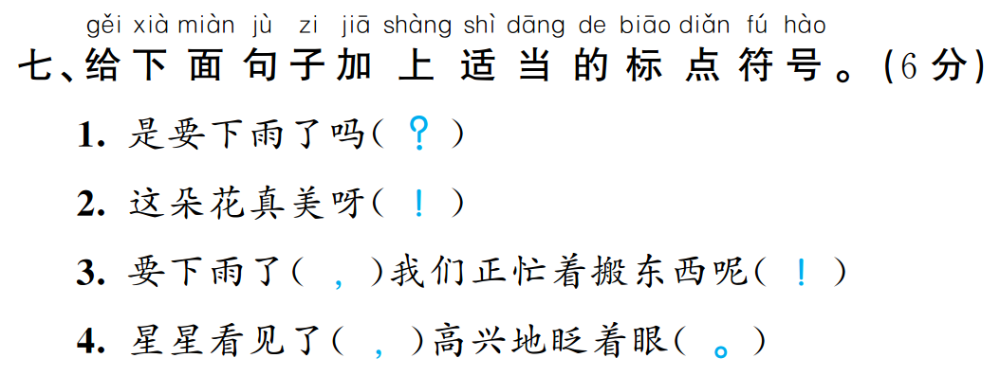 gěi xià miàn jù zi jiā shàng shì dāng de biāo diǎn fú hào
七、给下面句子加上适当的标点符号。(6分)
1. 是要下雨了吗( ? )
2. 这朵花真美呀( ! )
3. 要下雨了( , )我们正忙着搬东西呢( ! )
4. 星星看见了( , )高兴地眨着眼( 。)